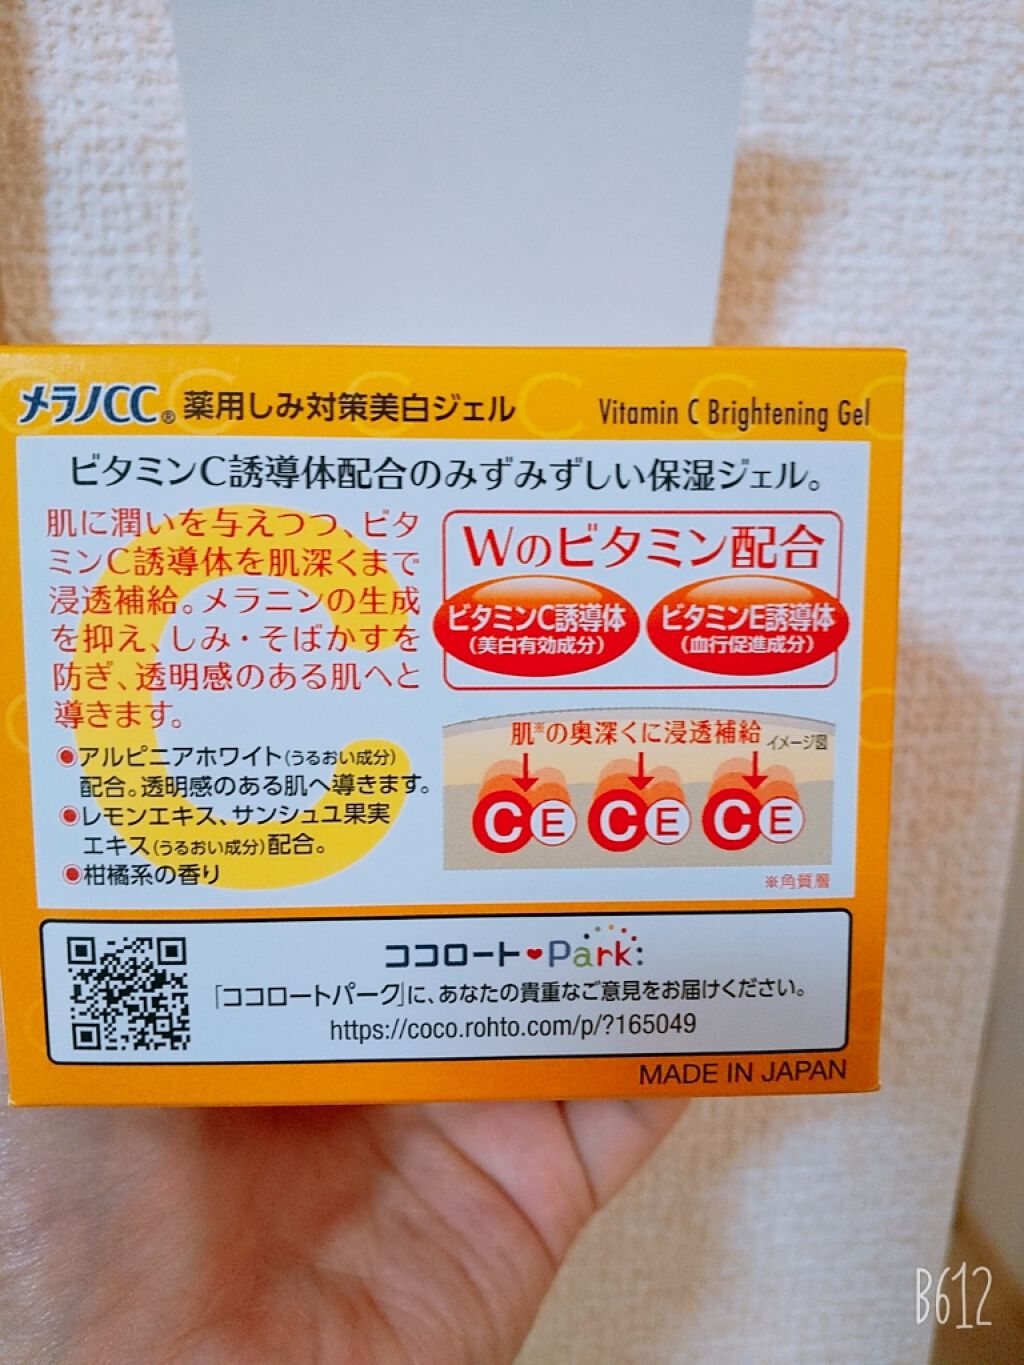 メラノCC® 薬用しみ対策美白ジェル Vitamin C Brightening Gel
ビタミンC誘導体配合のみずみずしい保湿ジェル。
肌に潤いを与えつつ、ビタ
ミンC誘導体を肌深くまで
浸透補給。メラニンの生成
を抑え、しみ・そばかすを
防ぎ、透明感のある肌へと
導きます。
●アルピニアホワイト(うるおい成分)
配合。透明感のある肌へ導きます。
●レモンエキス、サンシュユ果実
エキス(うるおい成分)配合。
●柑橘系の香り
Wのビタミン配合
ビタミンC誘導体
(美白有効成分)
ビタミンE誘導体
(血行促進成分)
肌※の奥深くに浸透補給 イメージ図
C E C E C E
※角質層
ココロート♥Park:
「ココロートパーク」に、あなたの貴重なご意見をお届けください。
https://coco.rohto.com/p/?165049
MADE IN JAPAN
B612